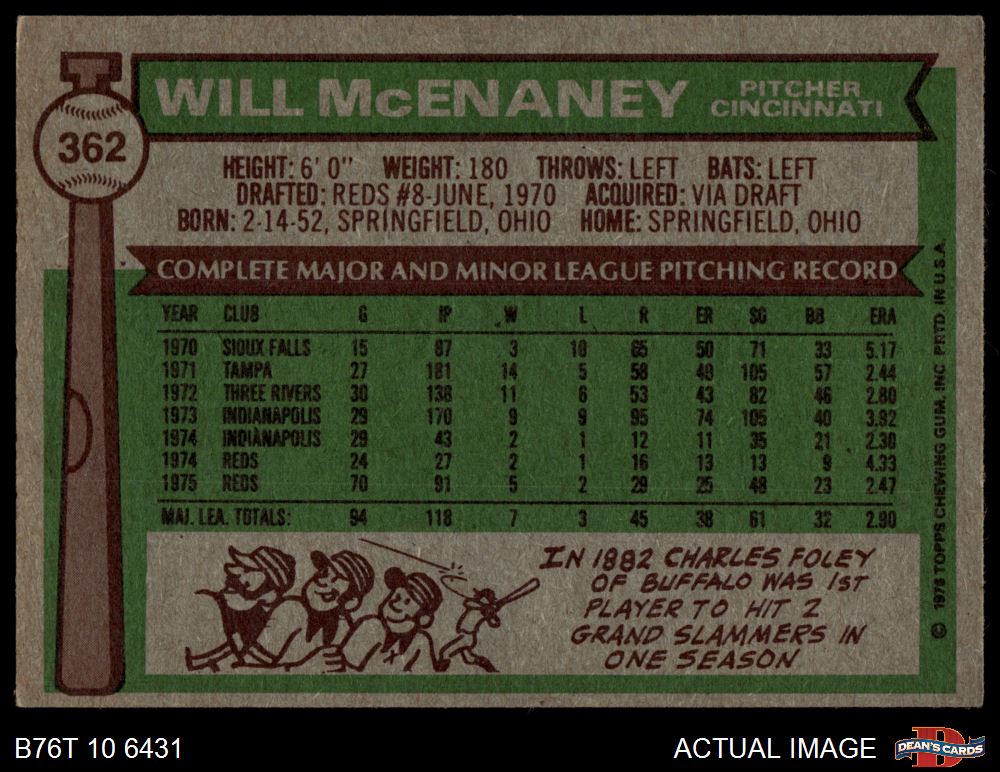 362
WILL McENANEY
PITCHER
CINCINNATI
HEIGHT: 6' 0" WEIGHT: 180 THROWS: LEFT BATS: LEFT
DRAFTED: REDS #8-JUNE, 1970 ACQUIRED: VIA DRAFT
BORN: 2-14-52, SPRINGFIELD, OHIO HOME: SPRINGFIELD, OHIO
COMPLETE MAJOR AND MINOR LEAGUE PITCHING RECORD
YEAR CLUB G IP W L R ER SO BB ERA
1970 SIOUX FALLS 15 87 3 10 65 50 71 33 5.17
1971 TAMPA 27 181 14 5 58 49 105 57 2.44
1972 THREE RIVERS 30 138 11 6 53 43 82 46 2.80
1973 INDIANAPOLIS 29 170 9 9 95 74 105 40 3.92
1974 INDIANAPOLIS 29 43 2 1 12 11 35 21 2.30
1974 REDS 24 27 2 1 16 13 13 9 4.33
1975 REDS 70 91 5 2 29 25 48 23 2.47
MAJ. LEA. TOTALS: 94 118 7 3 45 38 61 32 2.90
IN 1882 CHARLES FOLEY
OF BUFFALO WAS 1ST
PLAYER TO HIT 2
GRAND SLAMMERS IN
ONE SEASON
© 1976 TOPPS CHEWING GUM, INC PRTD IN U.S.A.
B76T 10 6431
ACTUAL IMAGE
D
DEAN'S CARDS